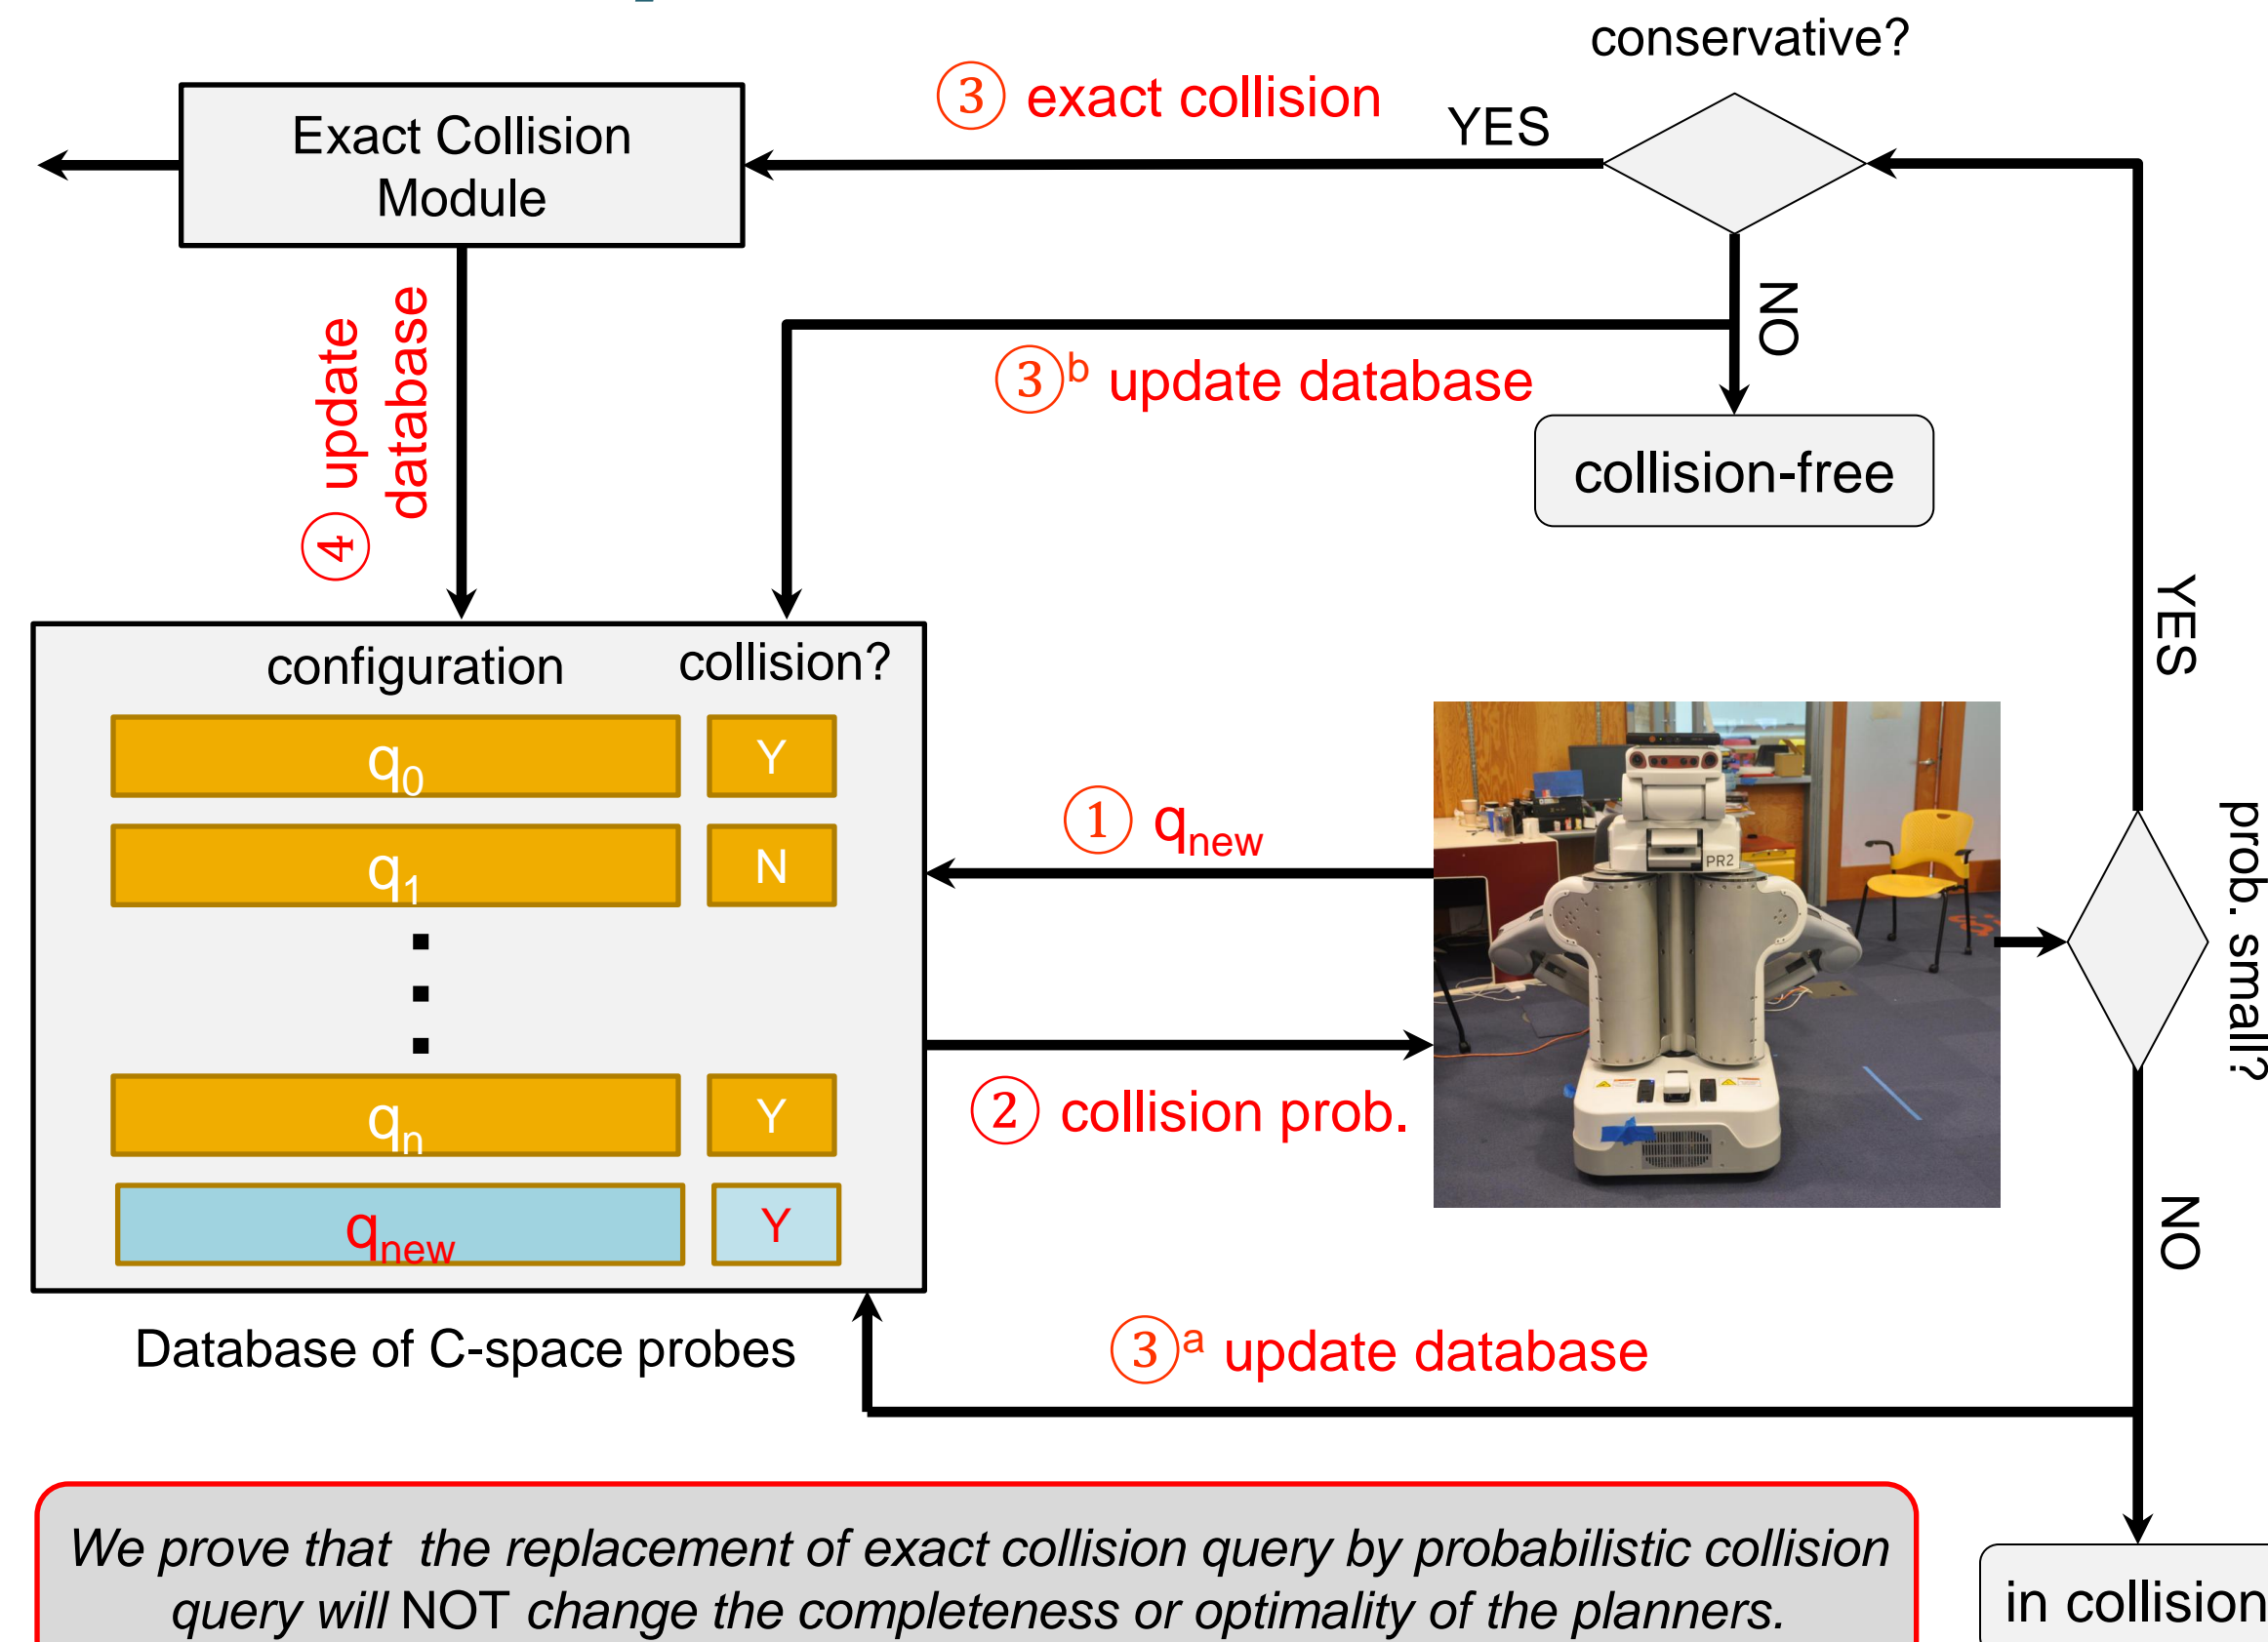 conservative?
③ exact collision
YES
Exact Collision
Module
NO
④ update
database
③b update database
collision-free
YES
configuration
collision?
q0
Y
q1
N
① qnew
PR2
prob. small?
② collision prob.
qn
Y
qnew
Y
NO
Database of C-space probes
③a update database
We prove that the replacement of exact collision query by probabilistic collision
query will NOT change the completeness or optimality of the planners.
in collision